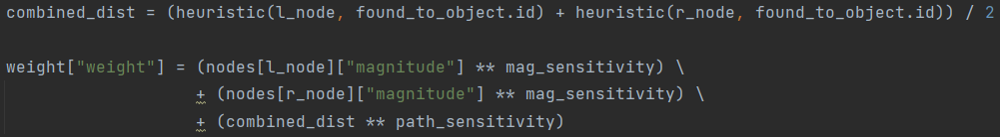 combined_dist = (heuristic(l_node, found_to_object.id) + heuristic(r_node, found_to_object.id)) / 2
weight["weight"] = (nodes[l_node]["magnitude"] ** mag_sensitivity) \
+ (nodes[r_node]["magnitude"] ** mag_sensitivity) \
+ (combined_dist ** path_sensitivity)